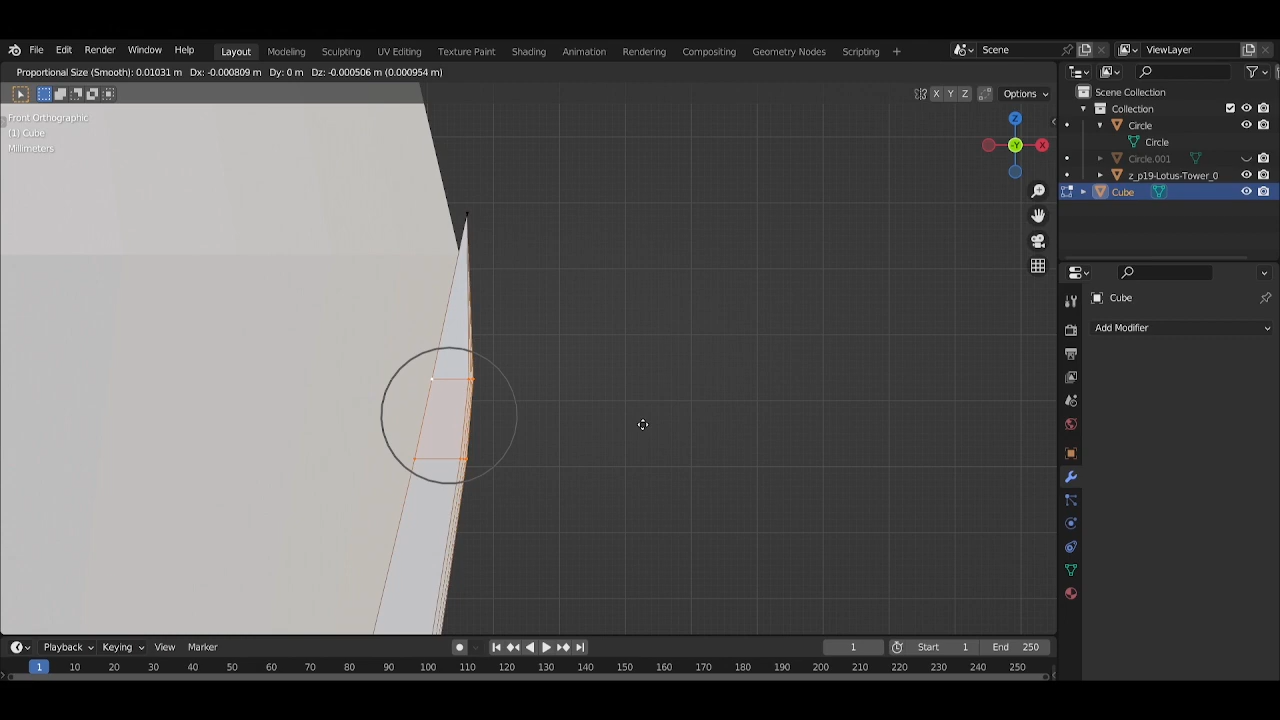 File Edit Render Window Help Layout Modeling Sculpting UV Editing Texture Paint Shading Animation Rendering Compositing Geometry Nodes Scripting + Scene ViewLayer
Proportional Size (Smooth): 0.01031 m Dx: -0.000809 m Dy: 0 m Dz: -0.000506 m (0.000954 m)
X Y Z Options
Front Orthographic
(1) Cube
Millimeters
Z
-Y X
Scene Collection
Collection
Circle
Circle
Circle.001
z_p19-Lotus-Tower_0
Cube
Cube
Add Modifier
Playback Keying View Marker 1 Start 1 End 250
1 10 20 30 40 50 60 70 80 90 100 110 120 130 140 150 160 170 180 190 200 210 220 230 240 250